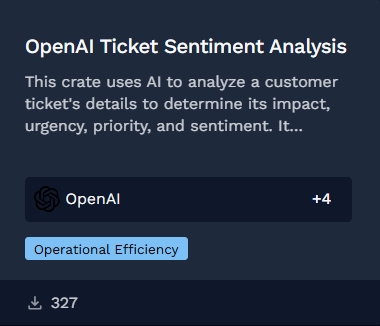 OpenAI Ticket Sentiment Analysis
This crate uses AI to analyze a customer
ticket's details to determine its impact,
urgency, priority, and sentiment. It...
OpenAI +4
Operational Efficiency
327